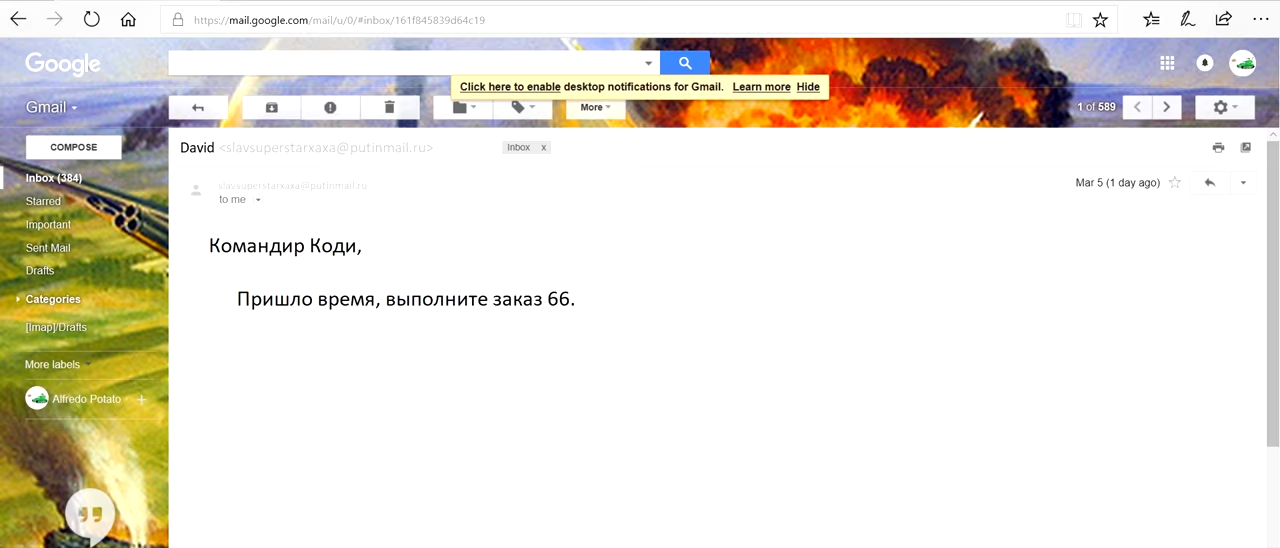 https://mail.google.com/mail/u/0/#inbox/161f845839d64c19
Google
Click here to enable desktop notifications for Gmail. Learn more Hide
Gmail
More
1 of 589
COMPOSE
David <slavsuperstarxaxa@putinmail.ru>
Inbox x
Inbox (384)
slavsuperstarxaxa@putinmail.ru
Mar 5 (1 day ago)
to me
Starred
Important
Sent Mail
Drafts
Categories
[Imap]/Drafts
More labels
Alfredo Potato
Командир Коди,
Пришло время, выполните заказ 66.